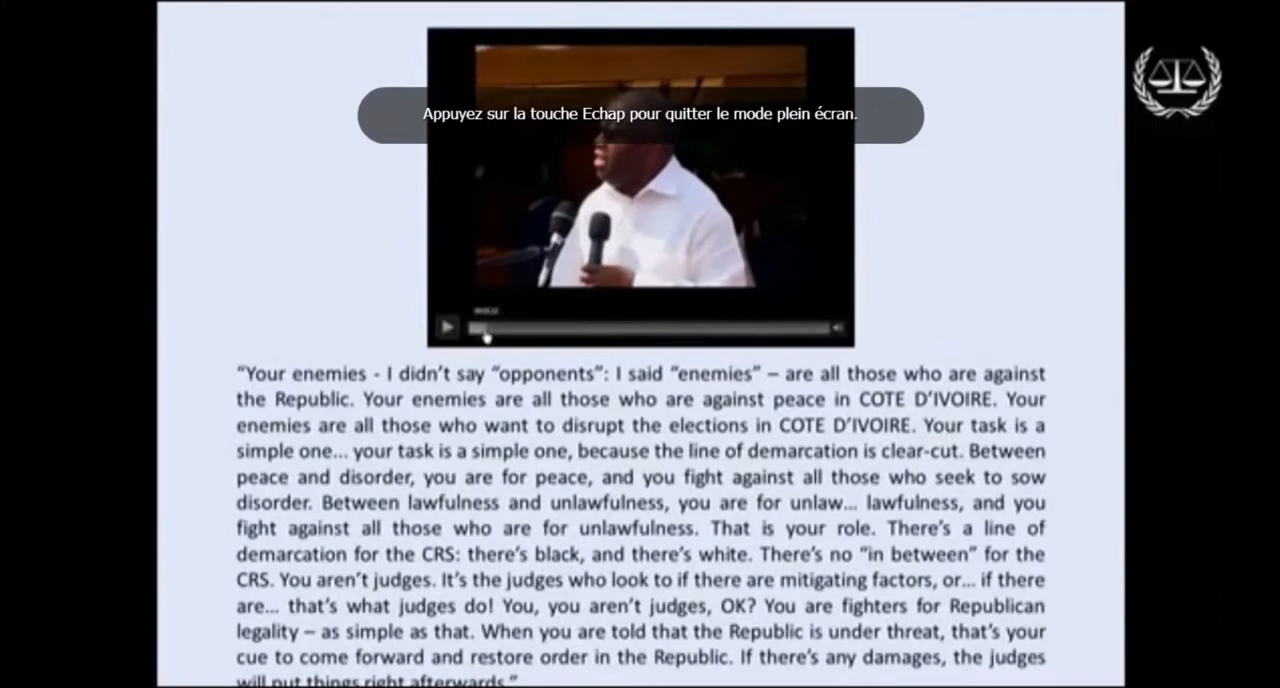 Appuyez sur la touche Echap pour quitter le mode plein écran.
“Your enemies - I didn’t say “opponents”: I said “enemies” – are all those who are against
the Republic. Your enemies are all those who are against peace in COTE D’IVOIRE. Your
enemies are all those who want to disrupt the elections in COTE D’IVOIRE. Your task is a
simple one... your task is a simple one, because the line of demarcation is clear-cut. Between
peace and disorder, you are for peace, and you fight against all those who seek to sow
disorder. Between lawfulness and unlawfulness, you are for unlaw... lawfulness, and you
fight against all those who are for unlawfulness. That is your role. There’s a line of
demarcation for the CRS: there’s black, and there’s white. There’s no “in between” for the
CRS. You aren’t judges. It’s the judges who look to if there are mitigating factors, or... if there
are... that’s what judges do! You, you aren’t judges, OK? You are fighters for Republican
legality – as simple as that. When you are told that the Republic is under threat, that’s your
cue to come forward and restore order in the Republic. If there’s any damages, the judges
will put things right afterwards.”